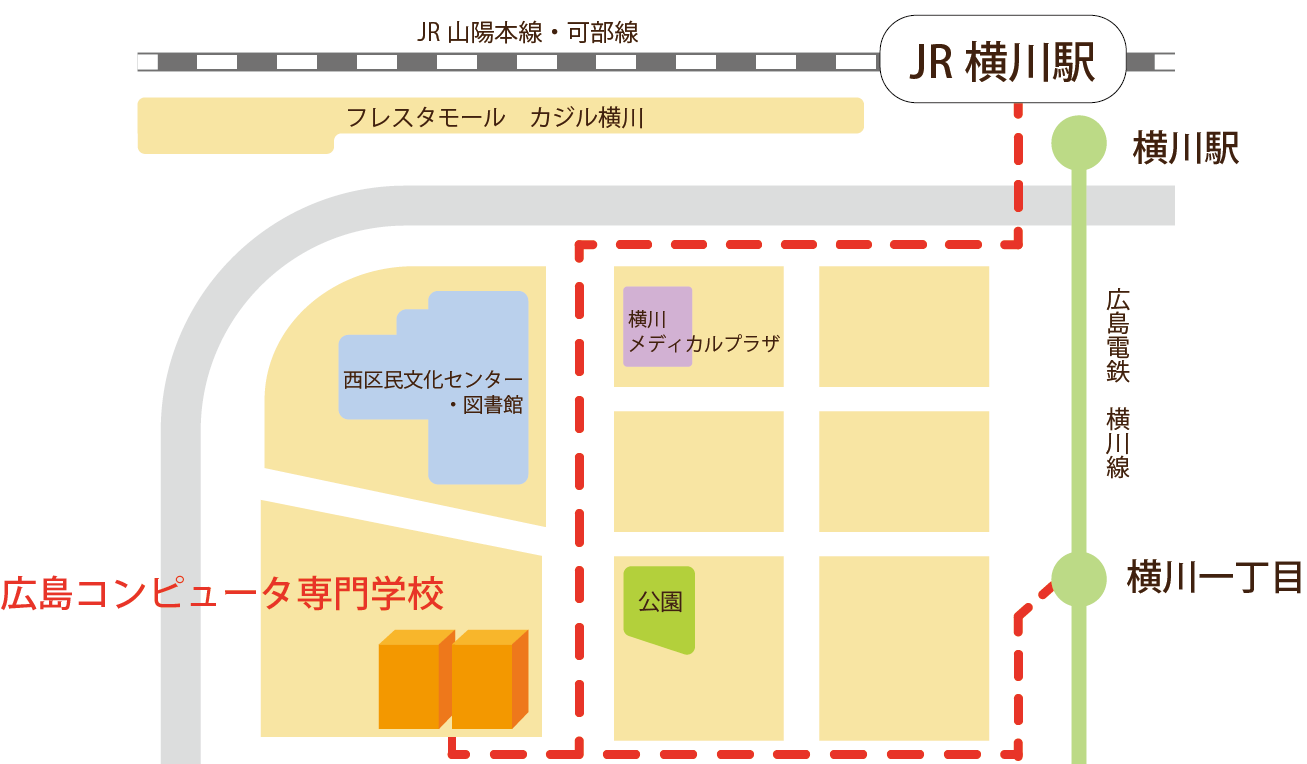 JR 山陽本線・可部線
JR 横川駅
フレスタモール　カジル横川
横川駅
横川
メディカルプラザ
広島電鉄　横川線
西区民文化センター
・図書館
広島コンピュータ専門学校
公園
横川一丁目